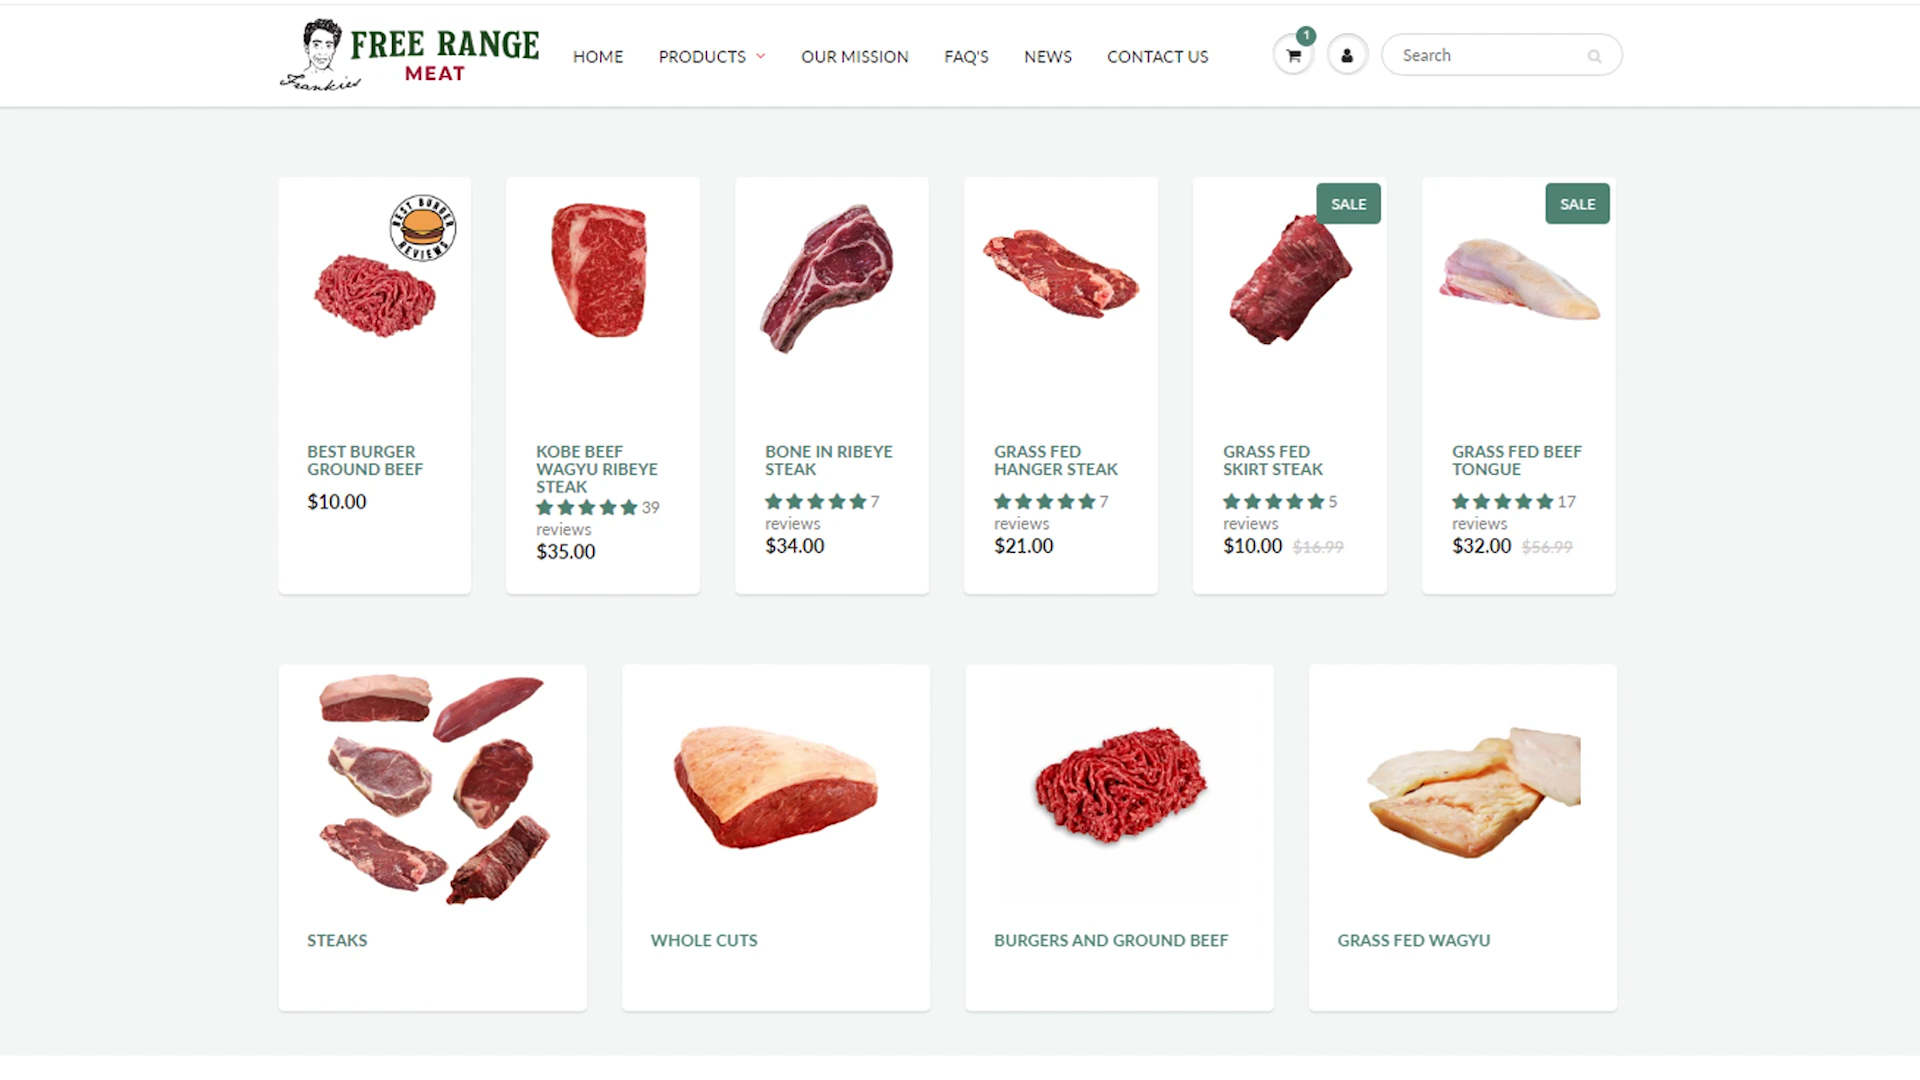 Frankies
FREE RANGE
MEAT
HOME
PRODUCTS
OUR MISSION
FAQ'S
NEWS
CONTACT US
1
Search
BEST BURGER
REVIEWS
SALE
SALE
BEST BURGER
GROUND BEEF
$10.00
KOBE BEEF
WAGYU RIBEYE
STEAK
39
reviews
$35.00
BONE IN RIBEYE
STEAK
7
reviews
$34.00
GRASS FED
HANGER STEAK
7
reviews
$21.00
GRASS FED
SKIRT STEAK
5
reviews
$10.00 $16.99
GRASS FED BEEF
TONGUE
17
reviews
$32.00 $56.99
STEAKS
WHOLE CUTS
BURGERS AND GROUND BEEF
GRASS FED WAGYU